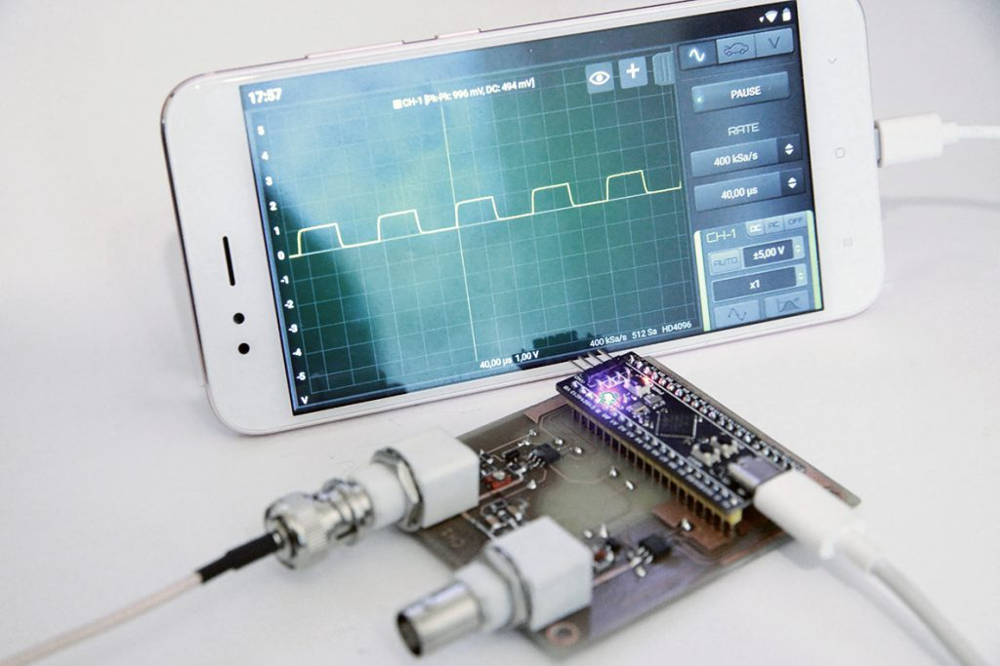 17:57
CH-1 [Pk-Pk: 996 mV, DC: 494 mV]
5
4
3
2
1
0
-1
-2
-3
-4
-5
V
40,00 µs 1,00 V
400 kSa/s 512 Sa HD4096
V
PAUSE
RATE
400 kSa/s
40,00 µs
CH-1 DC AC OFF
AUTO ±5,00 V
x1